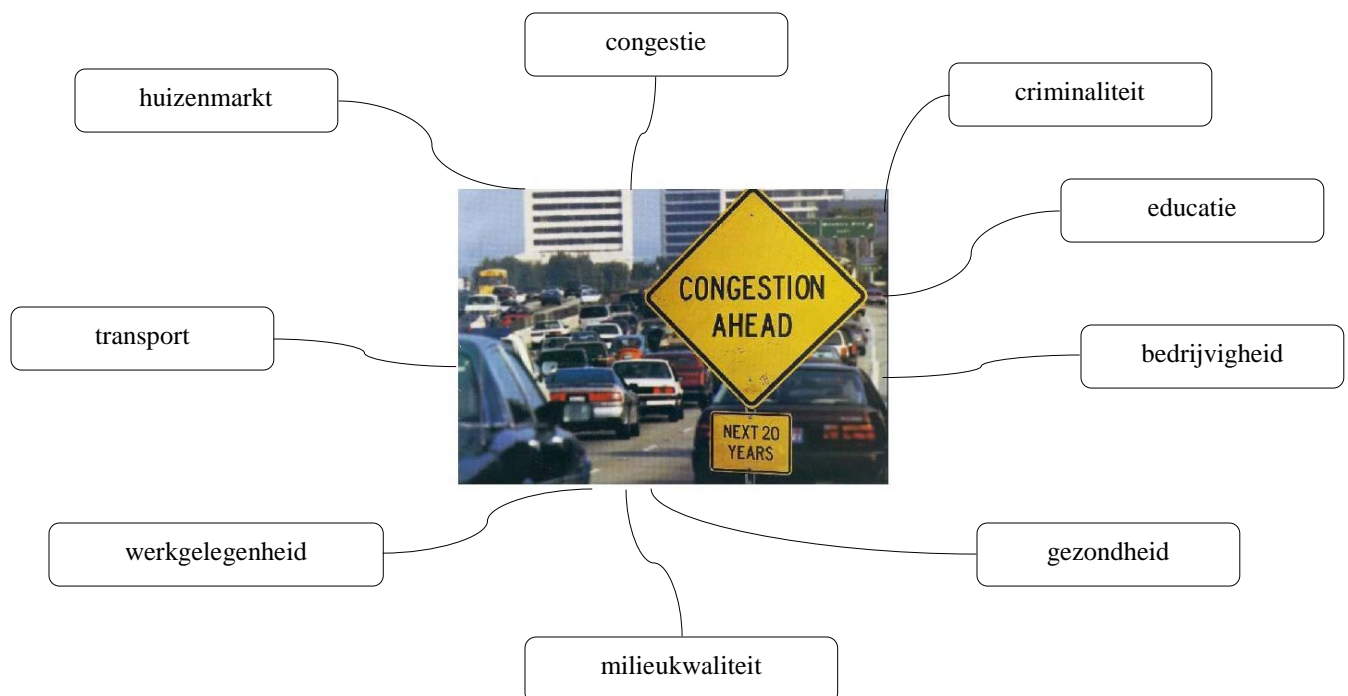 congestie
huizenmarkt
criminaliteit
educatie
transport
bedrijvigheid
CONGESTION
AHEAD
NEXT 20
YEARS
werkgelegenheid
gezondheid
milieukwaliteit